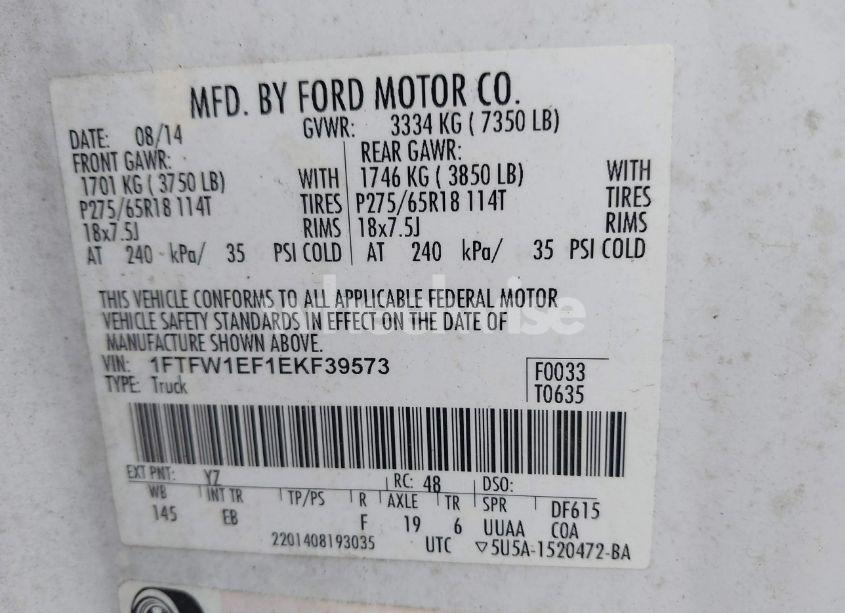 MFD. BY FORD MOTOR CO.
DATE: 08/14 GVWR: 3334 KG ( 7350 LB)
FRONT GAWR: REAR GAWR:
1701 KG ( 3750 LB) WITH 1746 KG ( 3850 LB) WITH
P275/65R18 114T TIRES P275/65R18 114T TIRES
18x7.5J RIMS 18x7.5J RIMS
AT 240 kPa/ 35 PSI COLD AT 240 kPa/ 35 PSI COLD
THIS VEHICLE CONFORMS TO ALL APPLICABLE FEDERAL MOTOR
VEHICLE SAFETY STANDARDS IN EFFECT ON THE DATE OF
MANUFACTURE SHOWN ABOVE.
VIN: 1FTFW1EF1EKF39573 F0033
TYPE: Truck T0635
EXT PNT: YZ RC: 48 DSO:
WB INT TR TP/PS R AXLE TR SPR DF615
145 EB F 19 6 UUAA COA
2201408193035 UTC ▽5U5A-1520472-BA